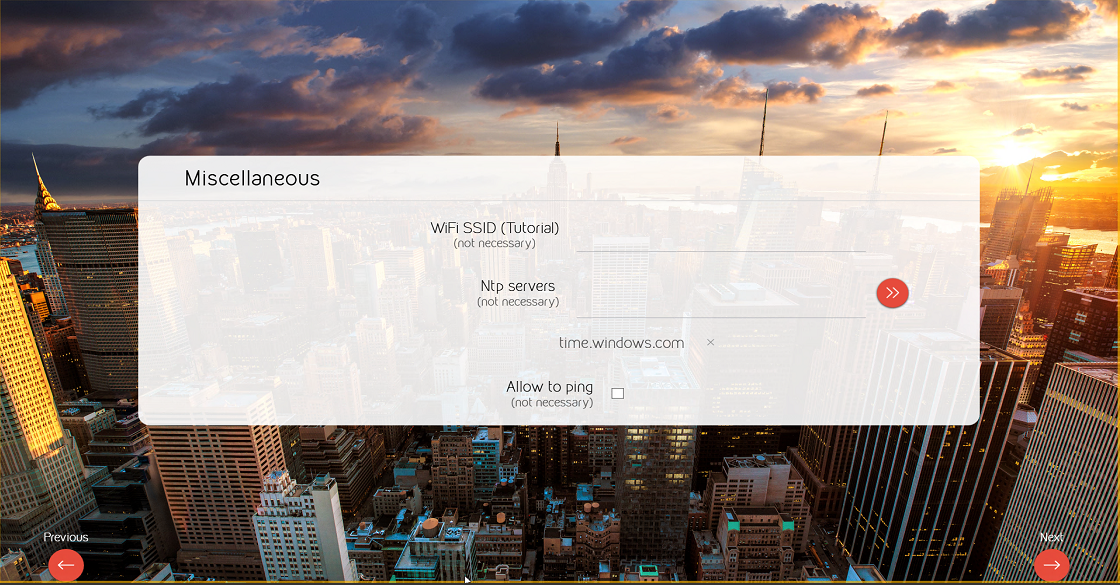 Miscellaneous
WiFi SSID (Tutorial)
(not necessary)
Ntp servers
(not necessary)
time.windows.com ×
Allow to ping
(not necessary)
Previous
Next